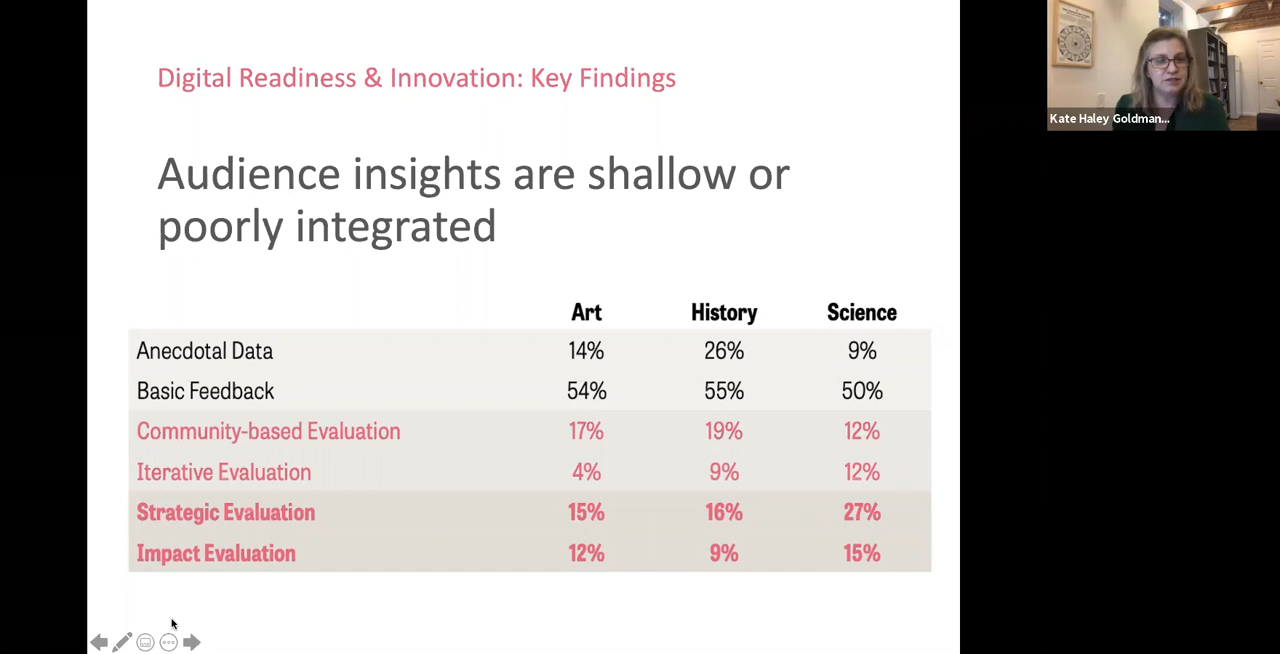 Digital Readiness & Innovation: Key Findings
Audience insights are shallow or
poorly integrated
Art History Science
Anecdotal Data 14% 26% 9%
Basic Feedback 54% 55% 50%
Community-based Evaluation 17% 19% 12%
Iterative Evaluation 4% 9% 12%
Strategic Evaluation 15% 16% 27%
Impact Evaluation 12% 9% 15%
Kate Haley Goldman...